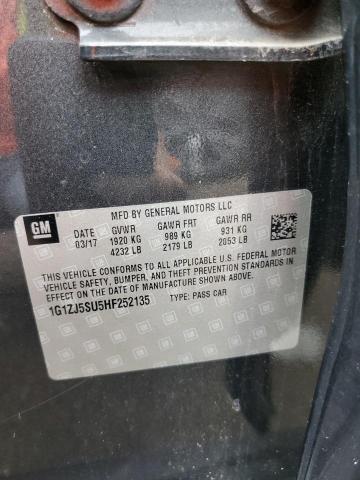 MFD BY GENERAL MOTORS LLC
GM DATE GVWR GAWR FRT GAWR RR
03/17 1920 KG 989 KG 931 KG
4232 LB 2179 LB 2053 LB
THIS VEHICLE CONFORMS TO ALL APPLICABLE U.S. FEDERAL MOTOR
VEHICLE SAFETY, BUMPER, AND THEFT PREVENTION STANDARDS IN
EFFECT ON THE DATE OF MANUFACTURE SHOWN ABOVE.
1G1ZJ5SU5HF252135 TYPE: PASS CAR